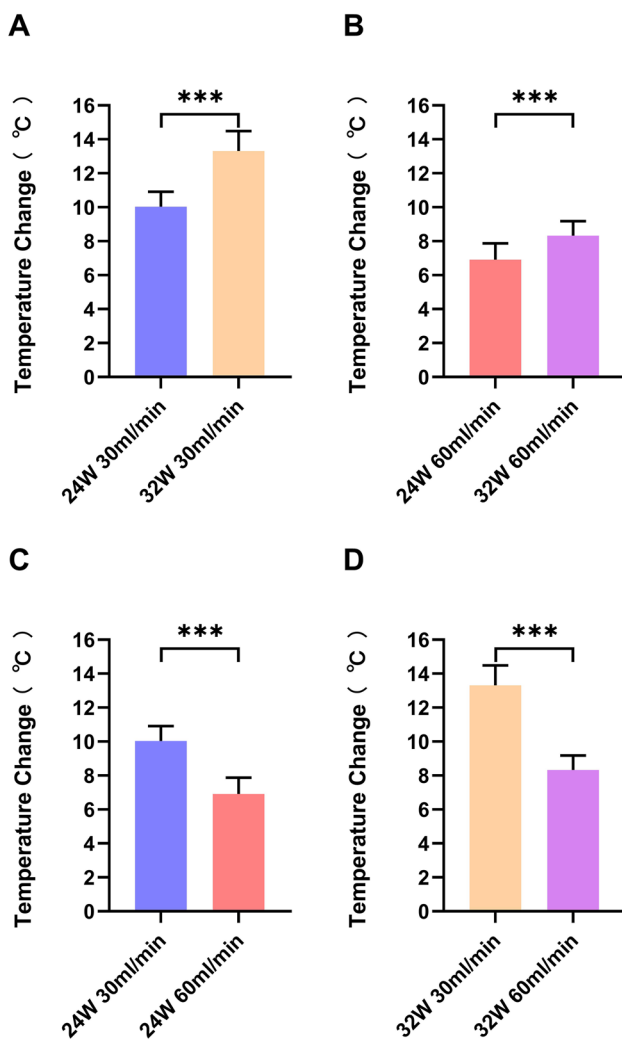 A
Temperature Change（ ℃ ）
16
14
12
10
8
6
4
2
0
***
24W 30ml/min
32W 30ml/min
B
Temperature Change（ ℃ ）
16
14
12
10
8
6
4
2
0
***
24W 60ml/min
32W 60ml/min
C
Temperature Change（ ℃ ）
16
14
12
10
8
6
4
2
0
***
24W 30ml/min
24W 60ml/min
D
Temperature Change（ ℃ ）
16
14
12
10
8
6
4
2
0
***
32W 30ml/min
32W 60ml/min